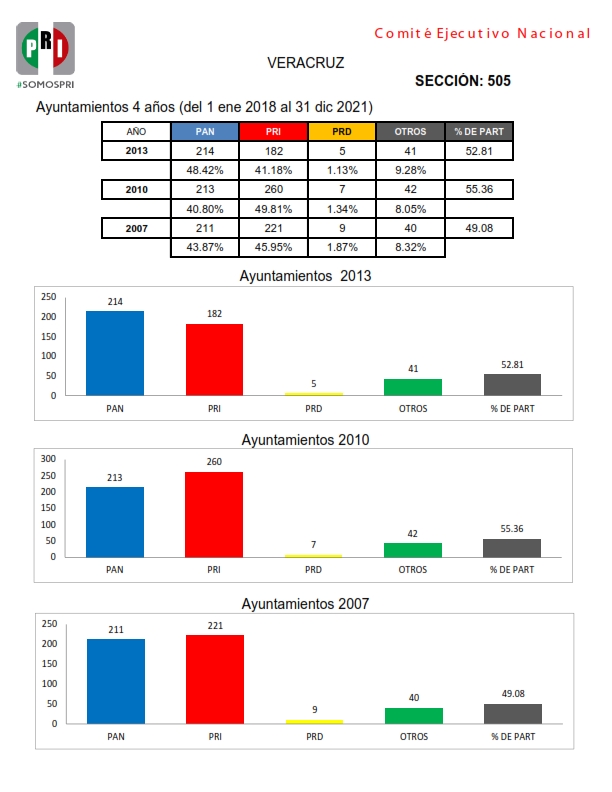 Comité Ejecutivo Nacional
PRI
#SOMOSPRI
VERACRUZ
SECCIÓN: 505
Ayuntamientos 4 años (del 1 ene 2018 al 31 dic 2021)
AÑO PAN PRI PRD OTROS % DE PART
2013 214 182 5 41 52.81
48.42% 41.18% 1.13% 9.28%
2010 213 260 7 42 55.36
40.80% 49.81% 1.34% 8.05%
2007 211 221 9 40 49.08
43.87% 45.95% 1.87% 8.32%
Ayuntamientos 2013
250
200
150
100
50
0
214 182 5 41 52.81
PAN PRI PRD OTROS % DE PART
Ayuntamientos 2010
300
250
200
150
100
50
0
213 260 7 42 55.36
PAN PRI PRD OTROS % DE PART
Ayuntamientos 2007
250
200
150
100
50
0
211 221 9 40 49.08
PAN PRI PRD OTROS % DE PART